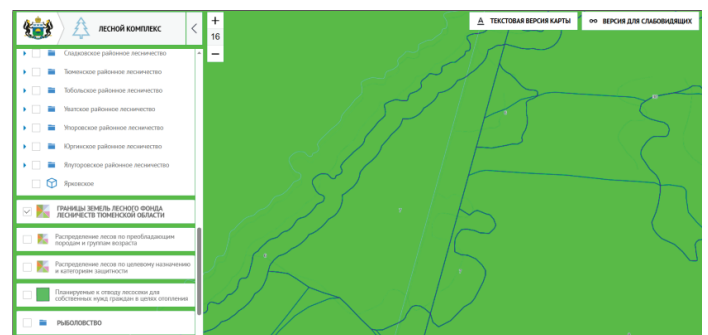 ЛЕСНОЙ КОМПЛЕКС
+
16
−
А ТЕКСТОВАЯ ВЕРСИЯ КАРТЫ
ВЕРСИЯ ДЛЯ СЛАБОВИДЯЩИХ
Сладковское районное лесничество
Тюменское районное лесничество
Тобольское районное лесничество
Уватское районное лесничество
Упоровское районное лесничество
Юргинское районное лесничество
Ялуторовское районное лесничество
Ярковское
ГРАНИЦЫ ЗЕМЕЛЬ ЛЕСНОГО ФОНДА
ЛЕСНИЧЕСТВ ТЮМЕНСКОЙ ОБЛАСТИ
Распределение лесов по преобладающим
породам и группам возраста
Распределение лесов по целевому назначению
и категориям защитности
Планируемые к отводу лесосеки для
собственных нужд граждан в целях отопления
РЫБОЛОВСТВО